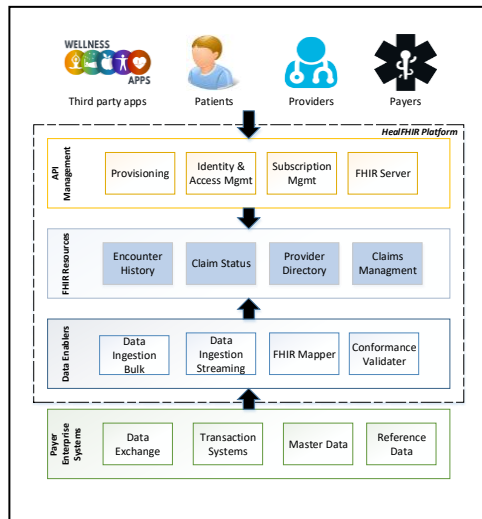 WELLNESS
APPS
Third party apps
Patients
Providers
Payers
HealFHIR Platform
API
Management
Provisioning
Identity &
Access Mgmt
Subscription
Mgmt
FHIR Server
FHIR Resources
Encounter
History
Claim Status
Provider
Directory
Claims
Managment
Data Enablers
Data
Ingestion
Bulk
Data
Ingestion
Streaming
FHIR Mapper
Conformance
Validater
Payer
Enterprise
Systems
Data
Exchange
Transaction
Systems
Master Data
Reference
Data